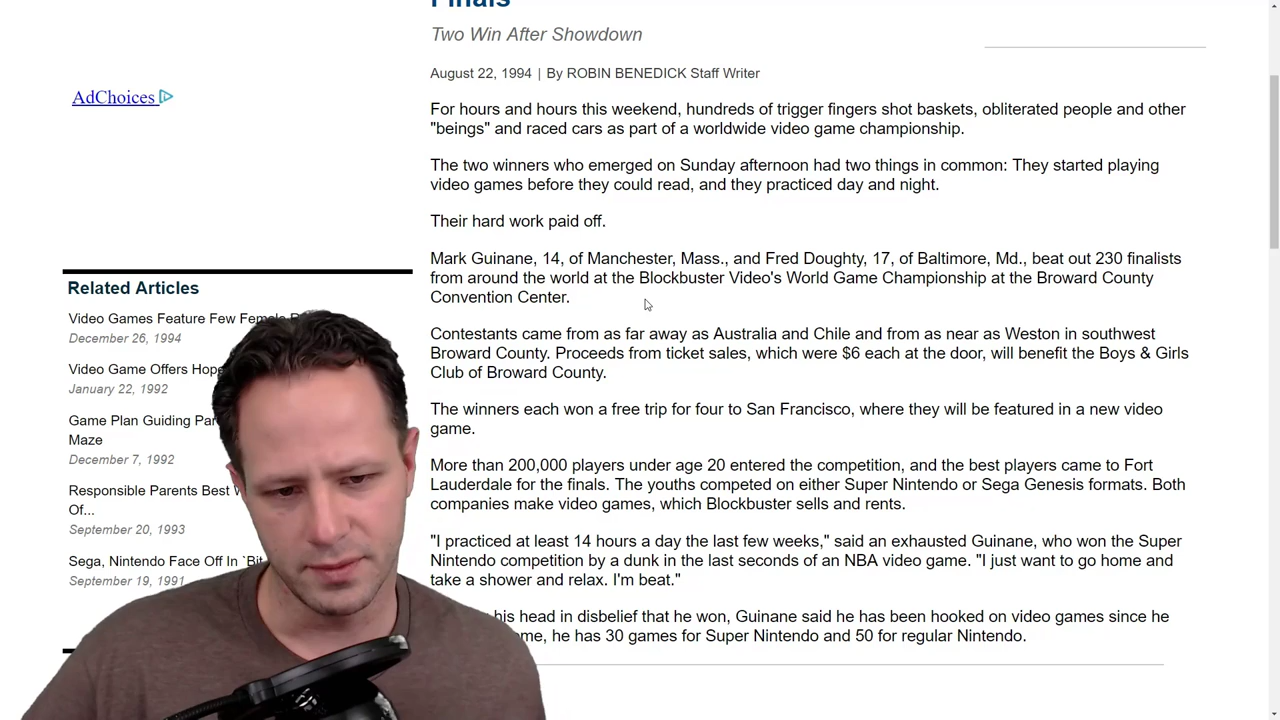 Finals
Two Win After Showdown
August 22, 1994 | By ROBIN BENEDICK Staff Writer
AdChoices
For hours and hours this weekend, hundreds of trigger fingers shot baskets, obliterated people and other
"beings" and raced cars as part of a worldwide video game championship.
The two winners who emerged on Sunday afternoon had two things in common: They started playing
video games before they could read, and they practiced day and night.
Their hard work paid off.
Mark Guinane, 14, of Manchester, Mass., and Fred Doughty, 17, of Baltimore, Md., beat out 230 finalists
from around the world at the Blockbuster Video's World Game Championship at the Broward County
Convention Center.
Contestants came from as far away as Australia and Chile and from as near as Weston in southwest
Broward County. Proceeds from ticket sales, which were $6 each at the door, will benefit the Boys & Girls
Club of Broward County.
The winners each won a free trip for four to San Francisco, where they will be featured in a new video
game.
More than 200,000 players under age 20 entered the competition, and the best players came to Fort
Lauderdale for the finals. The youths competed on either Super Nintendo or Sega Genesis formats. Both
companies make video games, which Blockbuster sells and rents.
"I practiced at least 14 hours a day the last few weeks," said an exhausted Guinane, who won the Super
Nintendo competition by a dunk in the last seconds of an NBA video game. "I just want to go home and
take a shower and relax. I'm beat."
his head in disbelief that he won, Guinane said he has been hooked on video games since he
he has 30 games for Super Nintendo and 50 for regular Nintendo.
Related Articles
Video Games Feature Few
December 26, 1994
Video Game Offers Hope
January 22, 1992
Game Plan Guiding
Maze
December 7, 1992
Responsible Parents Best
Of...
September 20, 1993
Sega, Nintendo Face Off In `Bit
September 19, 1991